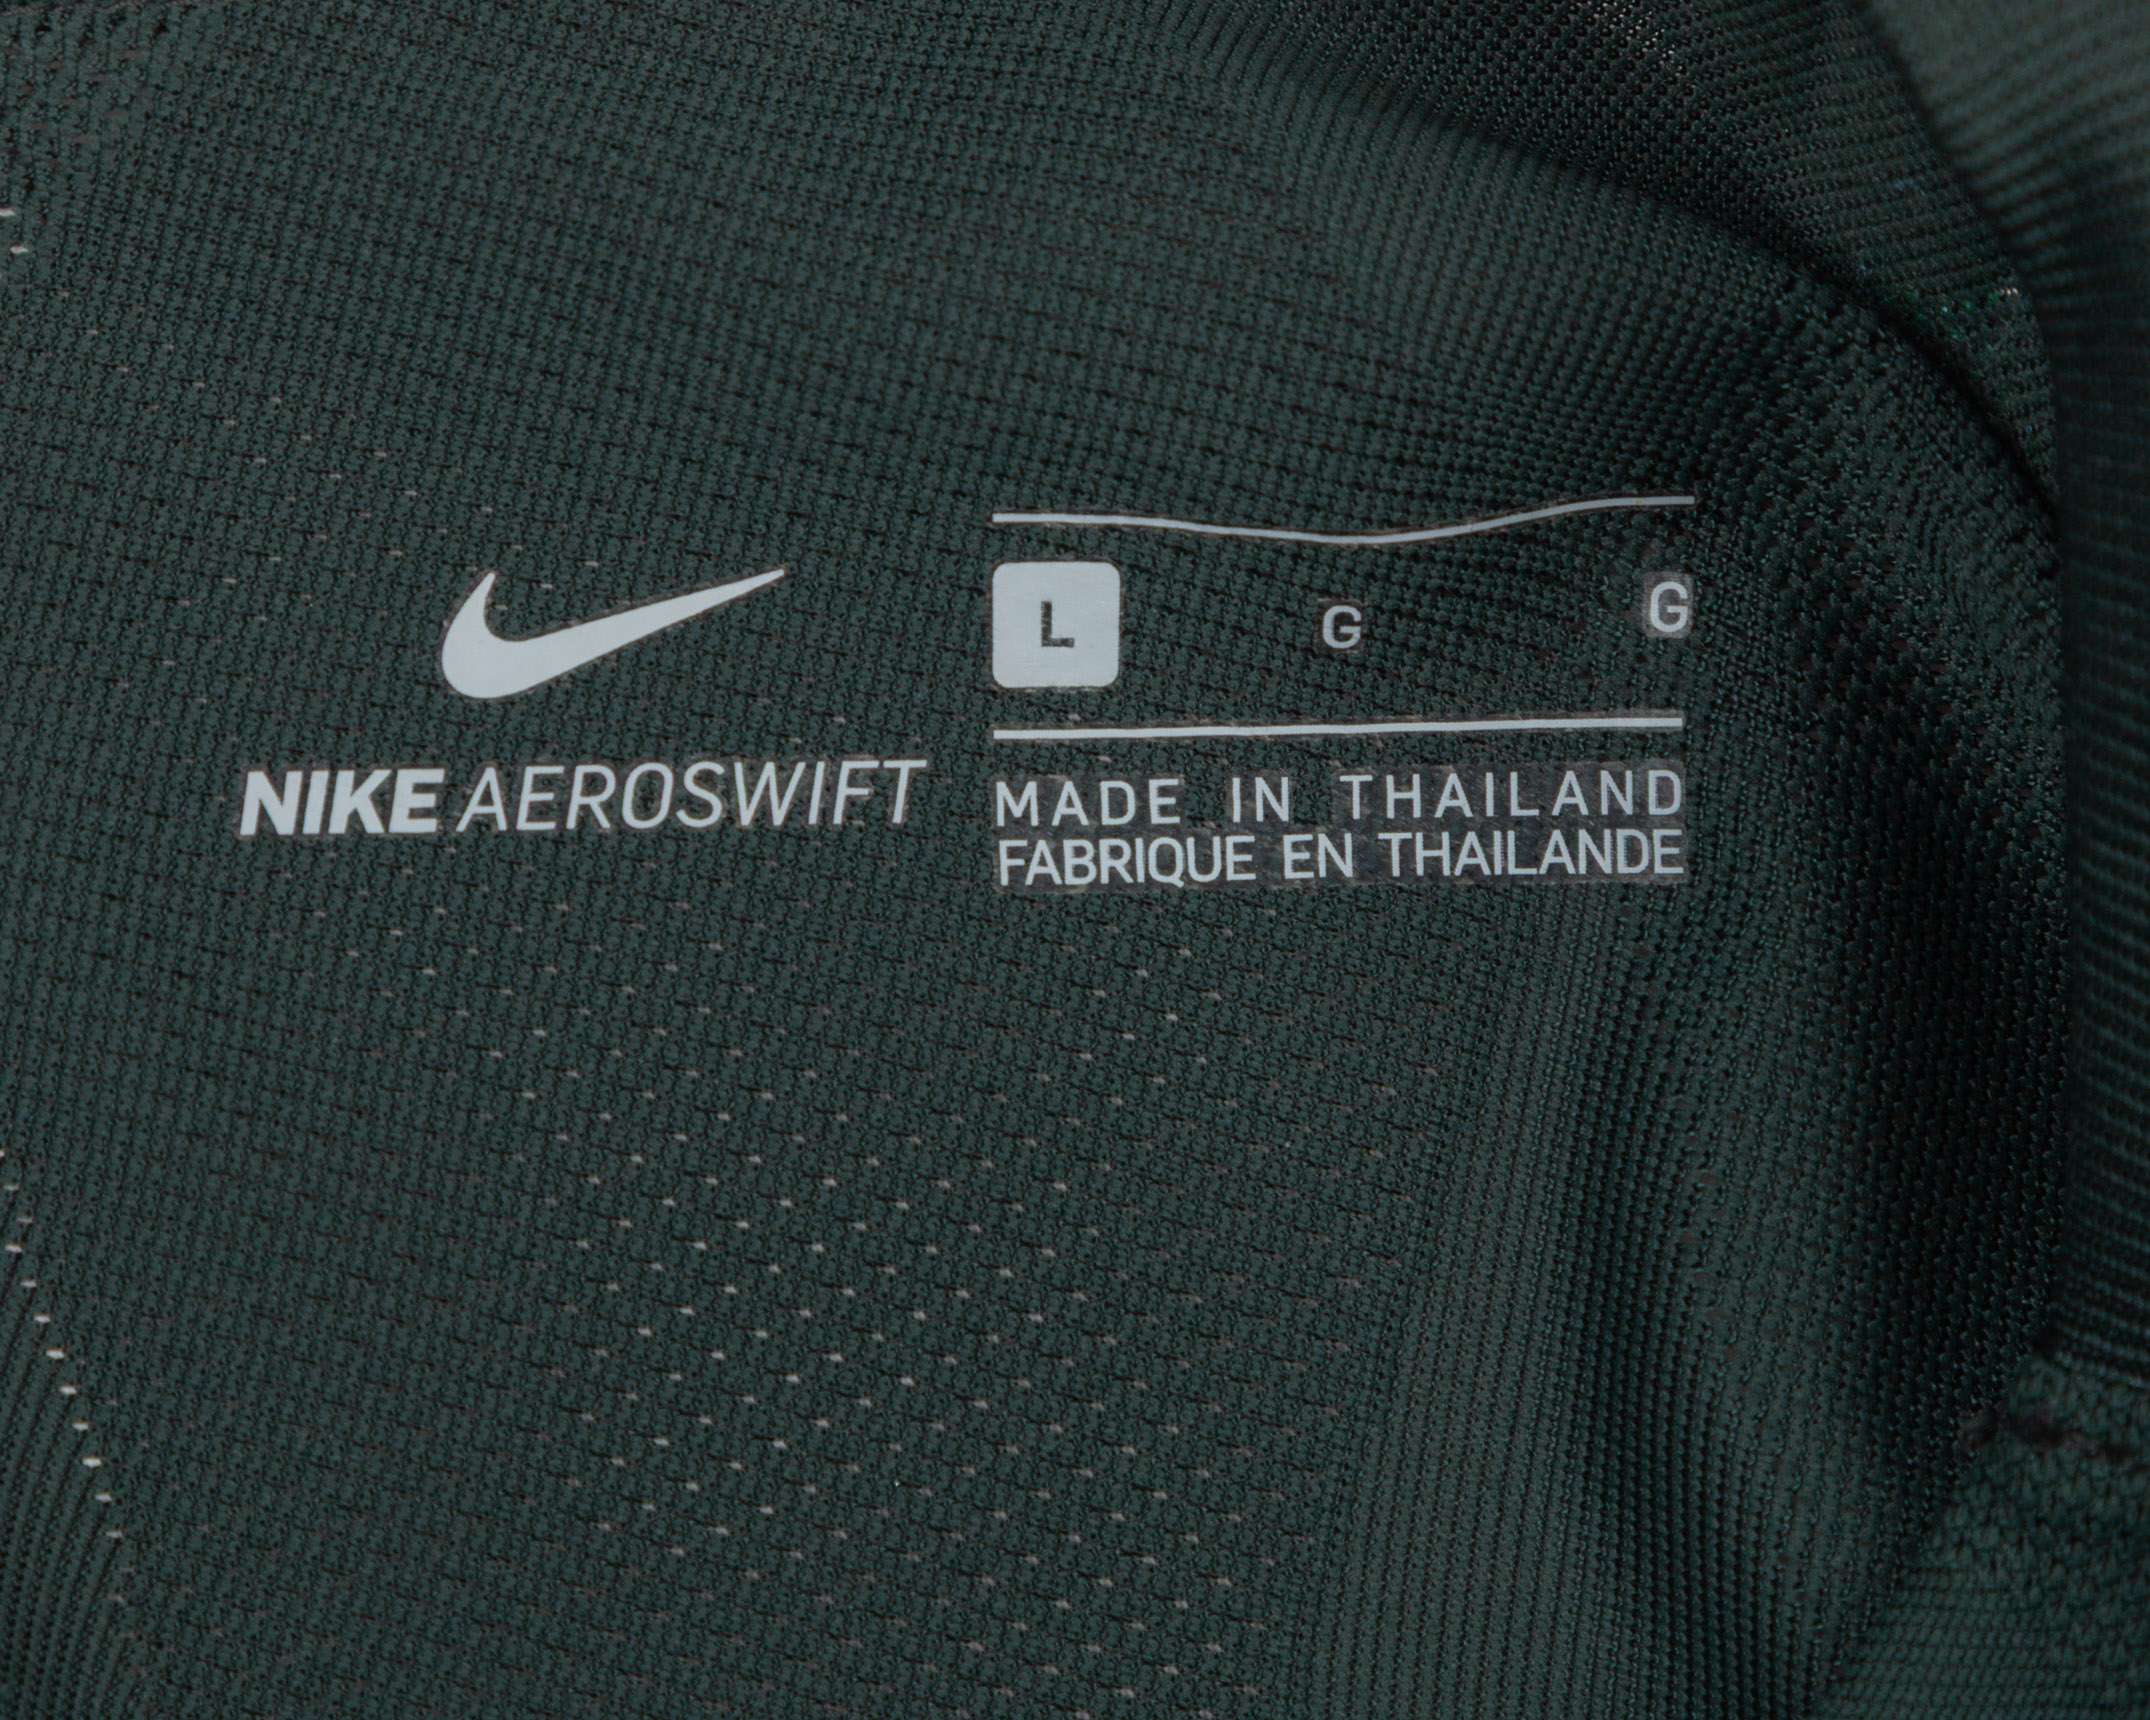 NIKE AEROSWIFT
L G G
MADE IN THAILAND
FABRIQUE EN THAILANDE